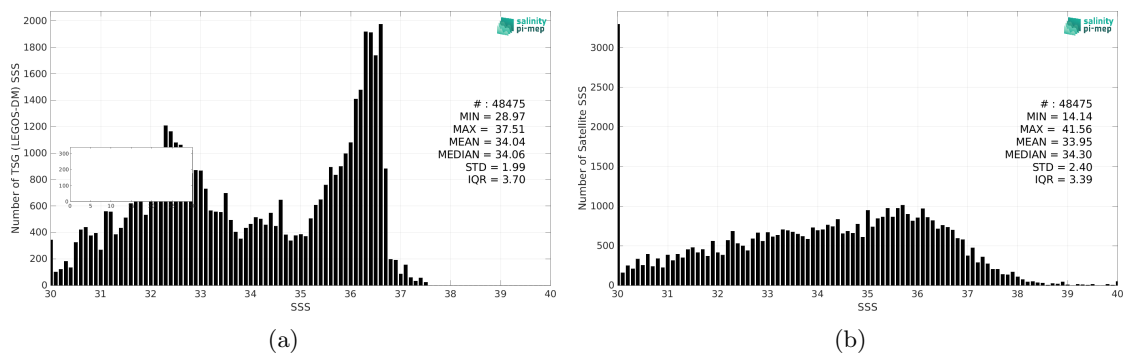 2000
1800
1600
1400
1200
1000
800
600
400
200
0
Number of TSG (LEGOS-DM) SSS
300
200
100
0
0 5 10 15 20
salinity
pi-mep
# : 48475
MIN = 28.97
MAX = 37.51
MEAN = 34.04
MEDIAN = 34.06
STD = 1.99
IQR = 3.70
30 31 32 33 34 35 36 37 38 39 40
SSS
(a)
3000
2500
2000
1500
1000
500
0
Number of Satellite SSS
salinity
pi-mep
# : 48475
MIN = 14.14
MAX = 41.56
MEAN = 33.95
MEDIAN = 34.30
STD = 2.40
IQR = 3.39
30 31 32 33 34 35 36 37 38 39 40
SSS
(b)